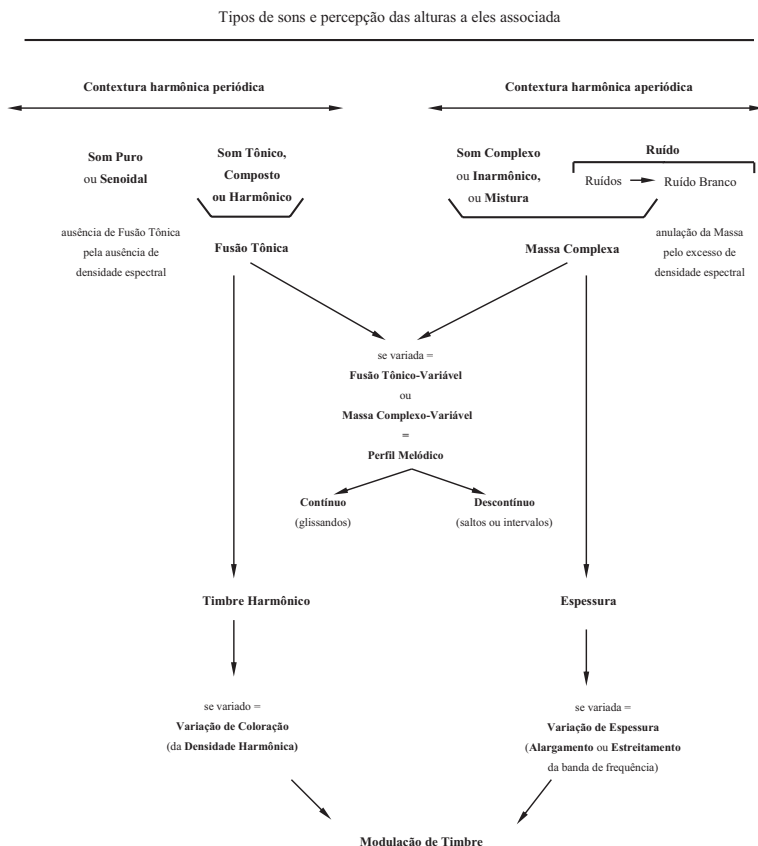 Tipos de sons e percepção das alturas a eles associada
Contextura harmônica periódica
Contextura harmônica aperiódica
Som Puro
ou Senoidal
Som Tônico,
Composto
ou Harmônico
Som Complexo
ou Inarmônico,
ou Mistura
Ruído
Ruídos
Ruído Branco
ausência de Fusão Tônica
pela ausência de
densidade espectral
Fusão Tônica
Massa Complexa
anulação da Massa
pelo excesso de
densidade espectral
se variada =
Fusão Tônico-Variável
ou
Massa Complexo-Variável
=
Perfil Melódico
Contínuo
(glissandos)
Descontínuo
(saltos ou intervalos)
Timbre Harmônico
Espessura
se variado =
Variação de Coloração
(da Densidade Harmônica)
se variada =
Variação de Espessura
(Alargamento ou Estreitamento
da banda de frequência)
Modulação de Timbre